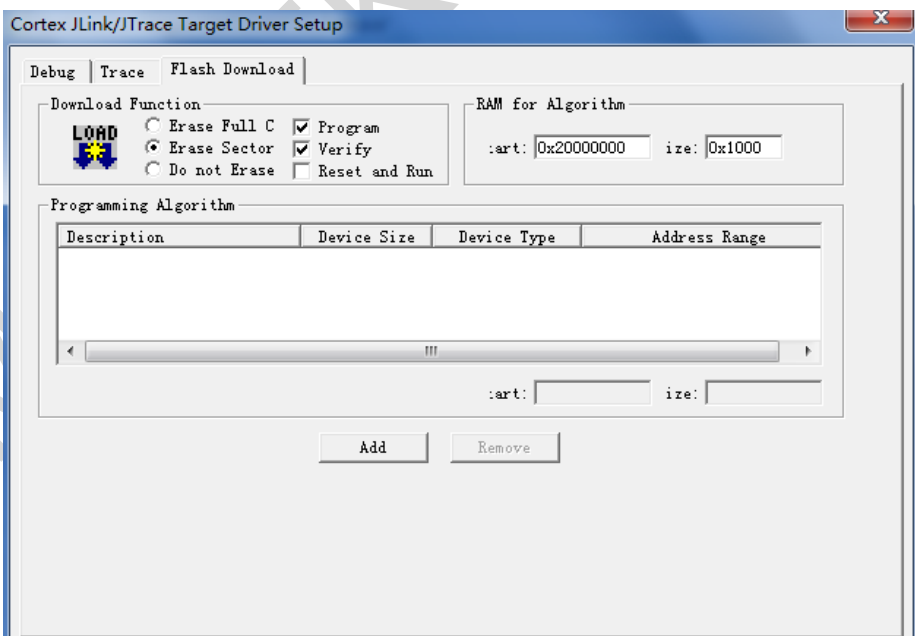 Cortex JLink/JTrace Target Driver Setup
Debug Trace Flash Download
Download Function
LOAD
Erase Full C
Program
Erase Sector
Verify
Do not Erase
Reset and Run
RAM for Algorithm
:art: 0x20000000 ize: 0x1000
Programming Algorithm
Description Device Size Device Type Address Range
:art: ize:
Add Remove